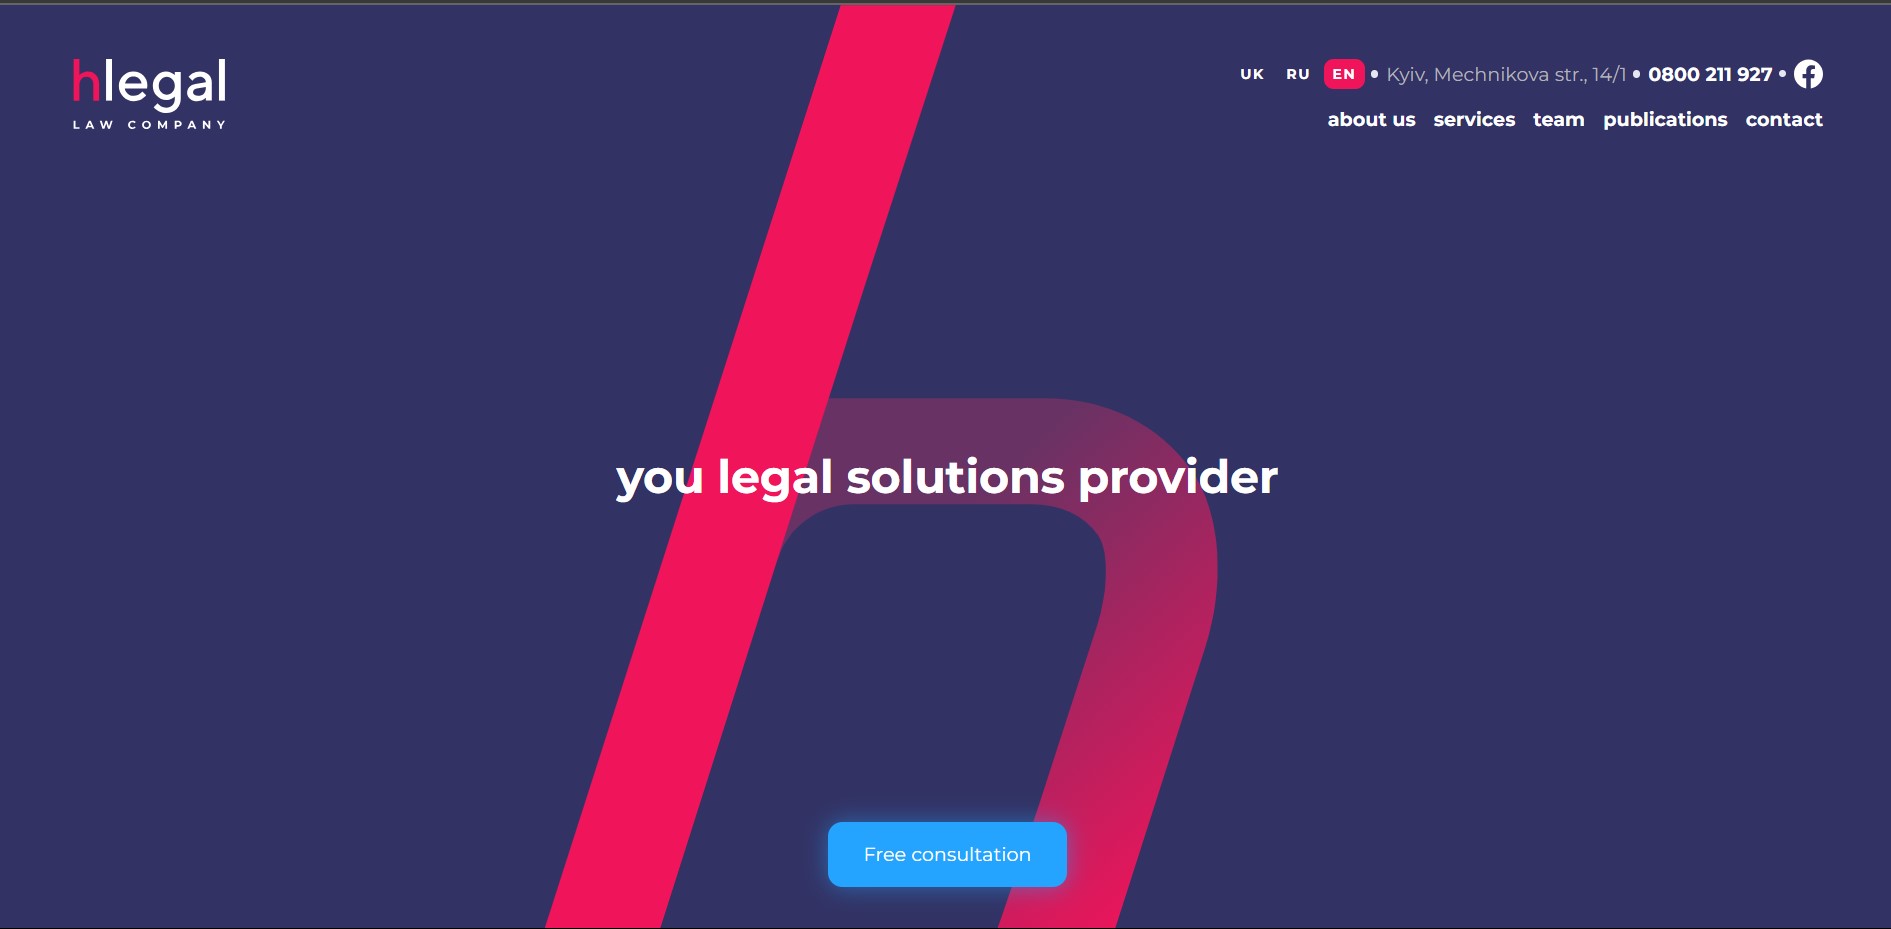 hlegal
LAW COMPANY
UK RU EN • Kyiv, Mechnikova str., 14/1 • 0800 211 927 •
about us services team publications contact
you legal solutions provider
Free consultation